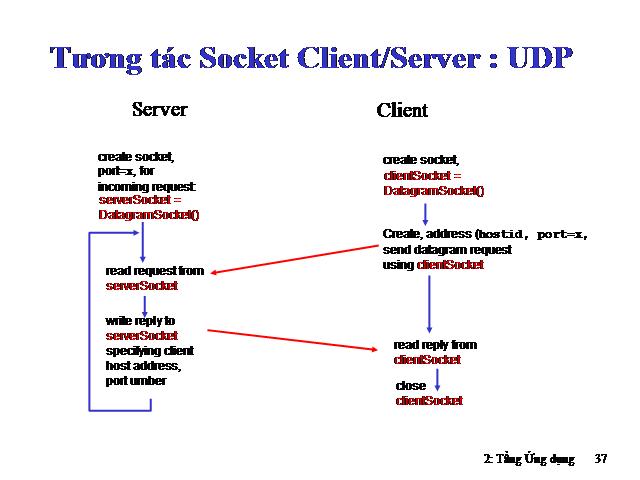 Tương tác Socket Client/Server : UDP
Server
Client
create socket,
port=x, for
incoming request:
serverSocket =
DatagramSocket()
read request from
serverSocket
write reply to
serverSocket
specifying client
host address,
port umber
create socket,
clientSocket =
DatagramSocket()
Create, address (hostid, port=x,
send datagram request
using clientSocket
read reply from
clientSocket
close
clientSocket
2: Tầng Ứng dụng 37